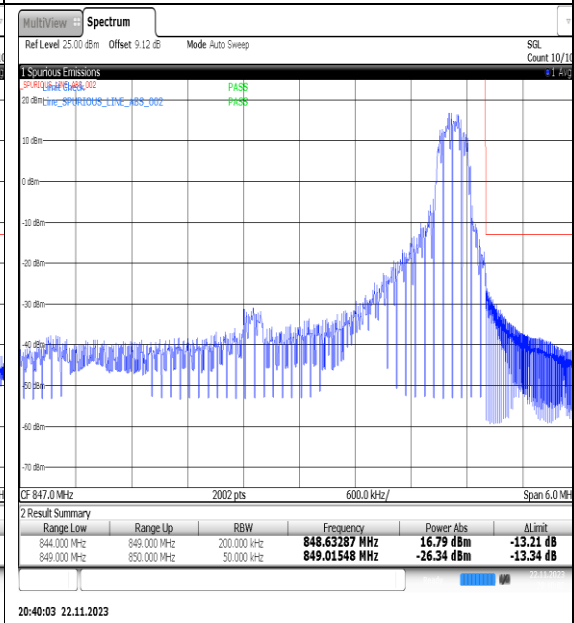 MultiView Spectrum
Ref Level 25.00 dBm Offset 9.12 dB Mode Auto Sweep SGL
Count 10/10
1 Spurious Emissions 1 Avg
_SPURIOUS_LINE_ABS_002
Limit Check PASS
20 dBm Line_SPURIOUS_LINE_ABS_002 PASS
10 dBm
0 dBm
-10 dBm
-20 dBm
-30 dBm
-40 dBm
-50 dBm
-60 dBm
-70 dBm
CF 847.0 MHz 2002 pts 600.0 kHz/ Span 6.0 MH
2 Result Summary
Range Low Range Up RBW Frequency Power Abs ΔLimit
844.000 MHz 849.000 MHz 200.000 kHz 848.63287 MHz 16.79 dBm -13.21 dB
849.000 MHz 850.000 MHz 50.000 kHz 849.01548 MHz -26.34 dBm -13.34 dB
22.11.2023
20:40:03 22.11.2023